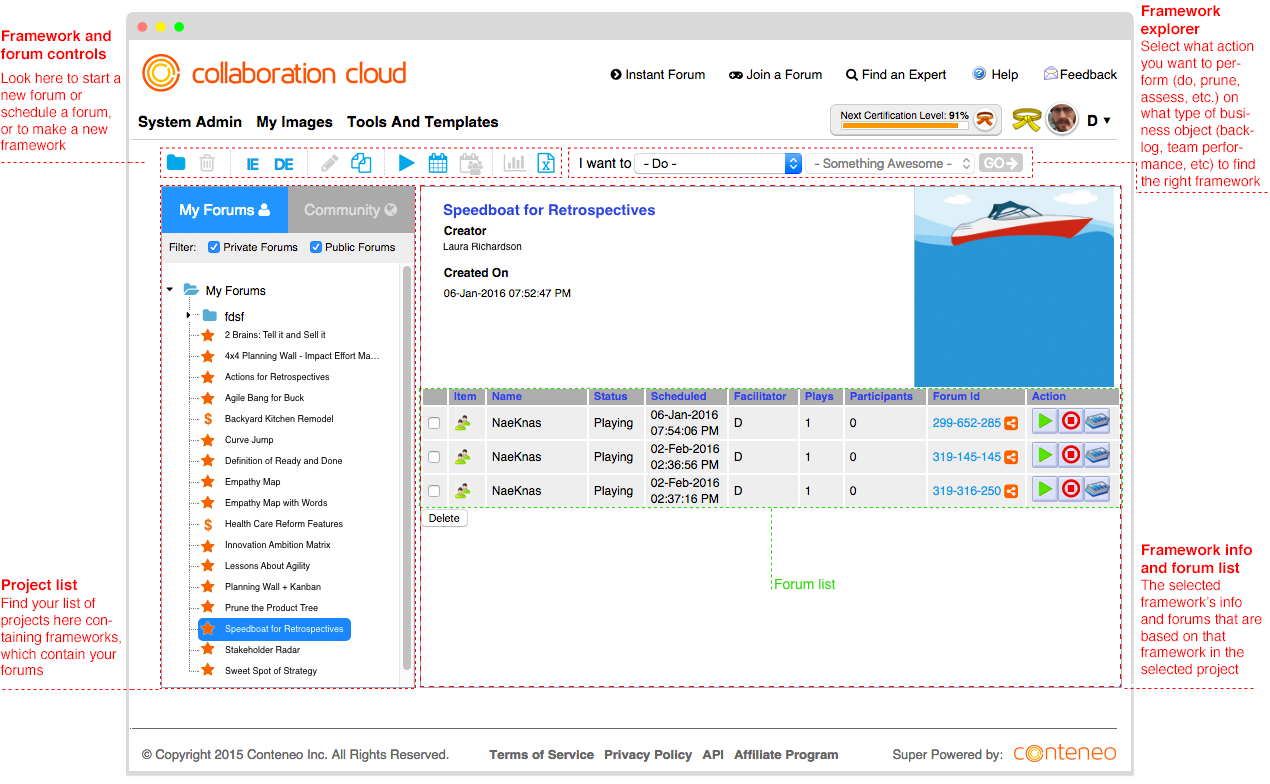 Framework and
forum controls
Look here to start a
new forum or
schedule a forum,
or to make a new
framework
Framework
explorer
Select what action
you want to per-
form (do, prune,
assess, etc.) on
what type of busi-
ness object (back-
log, team perfor-
mance, etc) to find
the right framework
collaboration cloud
Instant Forum Join a Forum Find an Expert Help Feedback
System Admin My Images Tools And Templates
Next Certification Level: 91%
D ▼
IE DE
I want to - Do - - Something Awesome - GO
My Forums Community
Filter: Private Forums Public Forums
My Forums
fdsf
2 Brains: Tell it and Sell it
4x4 Planning Wall - Impact Effort Ma...
Actions for Retrospectives
Agile Bang for Buck
$ Backyard Kitchen Remodel
Curve Jump
Definition of Ready and Done
Empathy Map
Empathy Map with Words
$ Health Care Reform Features
Innovation Ambition Matrix
Lessons About Agility
Planning Wall + Kanban
Prune the Product Tree
Speedboat for Retrospectives
Stakeholder Radar
Sweet Spot of Strategy
Speedboat for Retrospectives
Creator
Laura Richardson
Created On
06-Jan-2016 07:52:47 PM
Item Name Status Scheduled Facilitator Plays Participants Forum Id Action
NaeKnas Playing 06-Jan-2016 07:54:06 PM D 1 0 299-652-285
NaeKnas Playing 02-Feb-2016 02:36:56 PM D 1 0 319-145-145
NaeKnas Playing 02-Feb-2016 02:37:16 PM D 1 0 319-316-250
Delete
Forum list
Project list
Find your list of
projects here con-
taining frameworks,
which contain your
forums
Framework info
and forum list
The selected
framework's info
and forums that are
based on that
framework in the
selected project
© Copyright 2015 Conteneo Inc. All Rights Reserved. Terms of Service Privacy Policy API Affiliate Program Super Powered by: conteneo